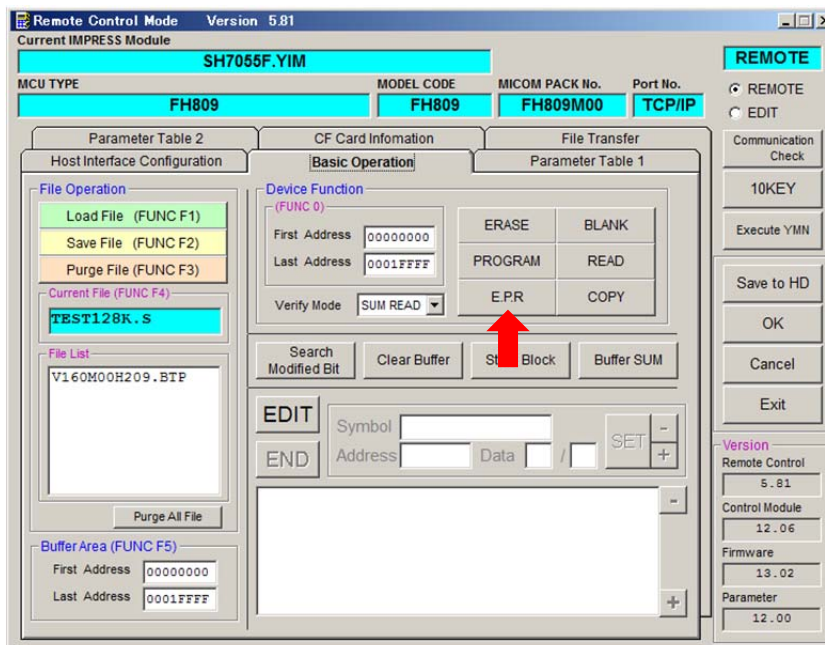 Remote Control Mode Version 5.81
Current IMPRESS Module
SH7055F.YIM
REMOTE
MCU TYPE
MODEL CODE
MICOM PACK No.
Port No.
FH809
FH809
FH809M00
TCP/IP
REMOTE
EDIT
Parameter Table 2
CF Card Infomation
File Transfer
Host Interface Configuration
Basic Operation
Parameter Table 1
Communication
Check
10KEY
Execute YMN
Save to HD
OK
Cancel
Exit
File Operation
Load File (FUNC F1)
Save File (FUNC F2)
Purge File (FUNC F3)
Current File (FUNC F4)
TEST128K.S
File List
V160M00H209.BTP
Purge All File
Buffer Area (FUNC F5)
First Address 00000000
Last Address 0001FFFF
Device Function
(FUNC 0)
First Address 00000000
Last Address 0001FFFF
Verify Mode SUM READ
ERASE
BLANK
PROGRAM
READ
E.P.R
COPY
Search
Modified Bit
Clear Buffer
Block
Buffer SUM
EDIT
END
Symbol
Address
Data /
SET
-
+
-
+
Version
Remote Control
5.81
Control Module
12.06
Firmware
13.02
Parameter
12.00